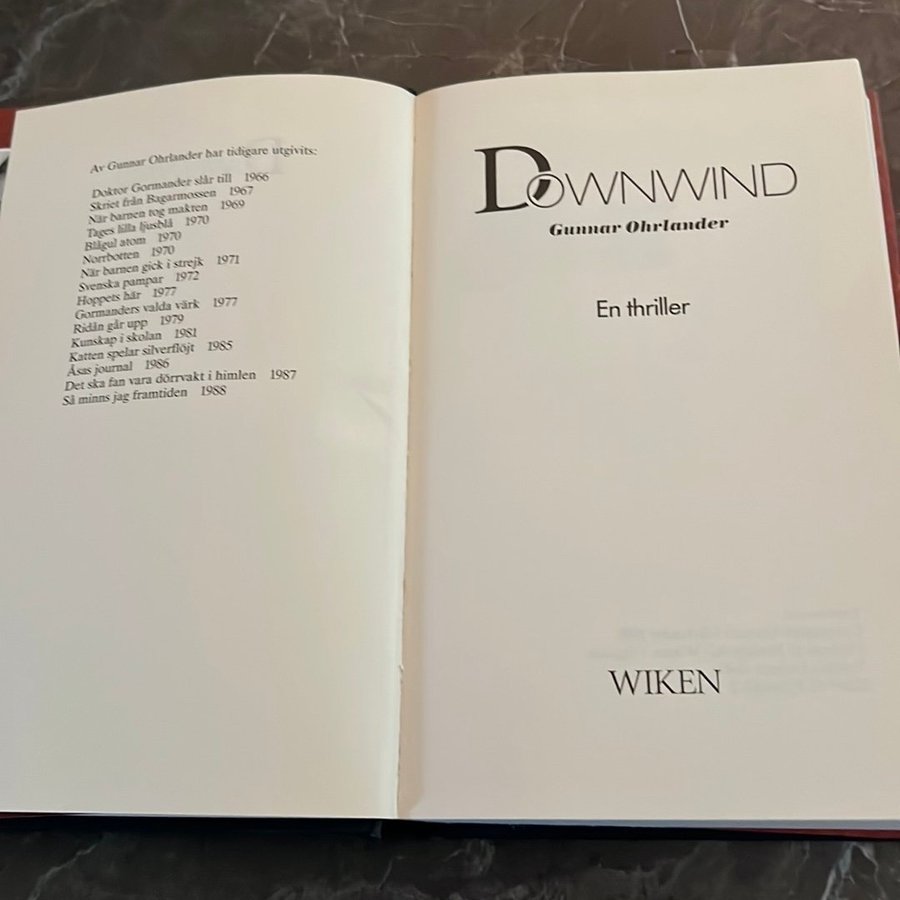 Av Gunnar Ohrlander har tidigare utgivits:
Doktor Gormander slår till 1966
Skriet från Bagarmossen 1967
När barnen tog makten 1969
Tages lilla ljusblå 1970
Blågul atom 1970
Norrbotten 1970
När barnen gick i strejk 1971
Svenska pampar 1972
Hoppets här 1977
Gormanders valda värk 1977
Ridån går upp 1979
Kunskap i skolan 1981
Katten spelar silverflöjt 1985
Åsas journal 1986
Det ska fan vara dörrvakt i himlen 1987
Så minns jag framtiden 1988
DOWNWIND
Gunnar Ohrlander
En thriller
WIKEN